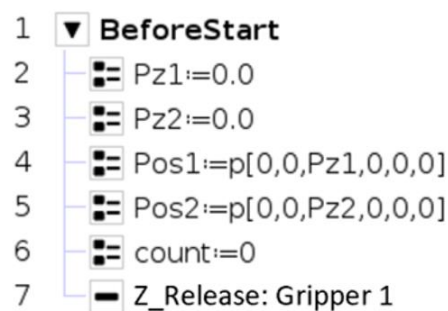 1 BeforeStart
2 Pz1:=0.0
3 Pz2:=0.0
4 Pos1:=p[0,0,Pz1,0,0,0]
5 Pos2:=p[0,0,Pz2,0,0,0]
6 count:=0
7 Z_Release: Gripper 1